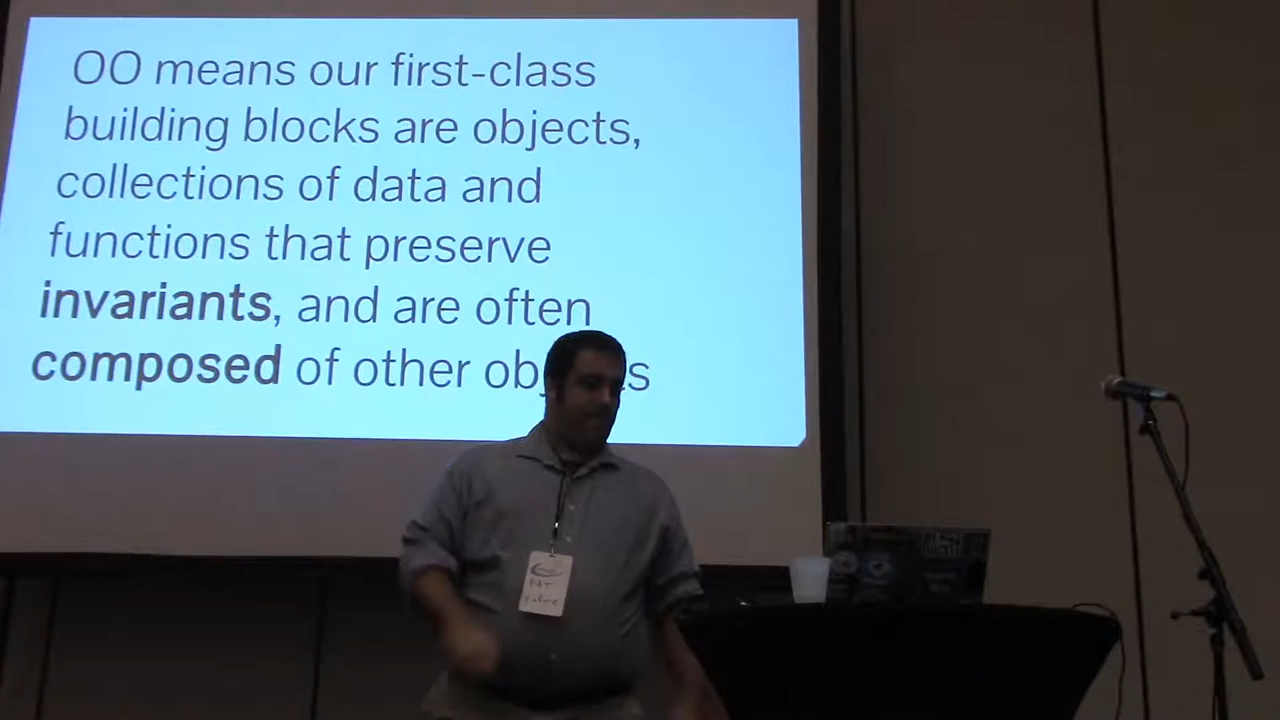 OO means our first-class
building blocks are objects,
collections of data and
functions that preserve
invariants, and are often
composed of other
PAT